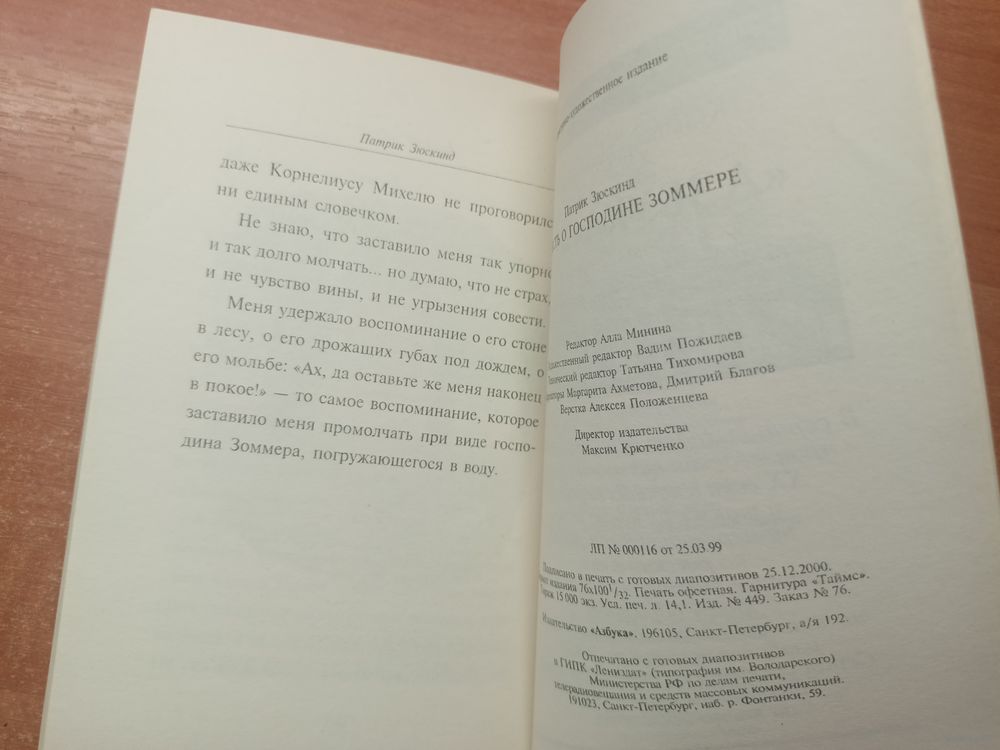 Патрик Зюскинд
даже Корнелиусу Михелю не проговорился
ни единым словечком.
Не знаю, что заставило меня так упорно
и так долго молчать... но думаю, что не страх,
и не чувство вины, и не угрызения совести.
Меня удержало воспоминание о его стоне
в лесу, о его дрожащих губах под дождем, о
его мольбе: «Ах, да оставьте же меня наконец
в покое!» — то самое воспоминание, которое
заставило меня промолчать при виде госпо-
дина Зоммера, погружающегося в воду.
издание
Патрик Зюскинд
О ГОСПОДИНЕ ЗОММЕРЕ
Редактор Алла Минина
редактор Вадим Пожидаев
редактор Татьяна Тихомирова
Маргарита Ахметова, Дмитрий Благов
Верстка Алексея Положенцева
Директор издательства
Максим Крютченко
ЛП № 000116 от 25.03.99
Подписано в печать с готовых диапозитивов 25.12.2000.
издания 76х100¹/32. Печать офсетная. Гарнитура «Таймс».
15 000 экз. Усл. печ. л. 14,1. Изд. № 449. Заказ № 76.
Издательство «Азбука». 196105, Санкт-Петербург, а/я 192.
Отпечатано с готовых диапозитивов
в ГИПК «Лениздат» (типография им. Володарского)
Министерства РФ по делам печати,
телерадиовещания и средств массовых коммуникаций.
191023, Санкт-Петербург, наб. р. Фонтанки, 59.